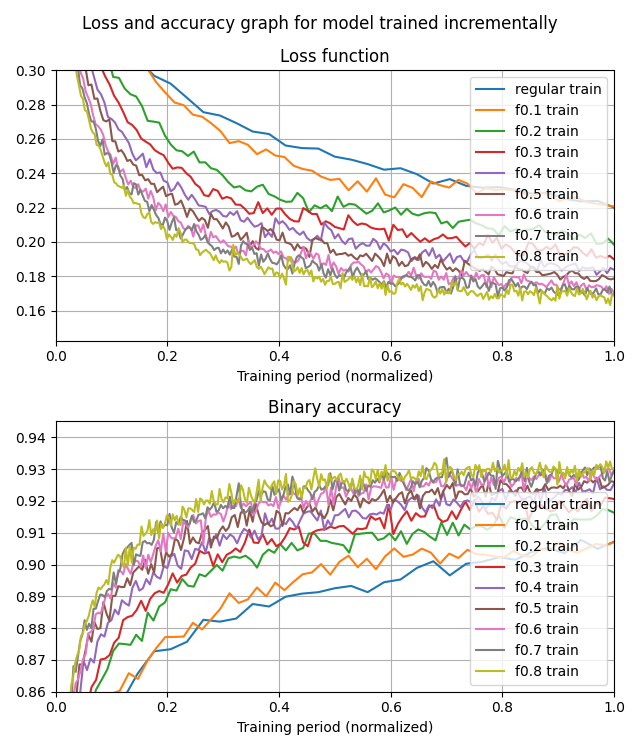 Loss and accuracy graph for model trained incrementally
Loss function
0.30
0.28
0.26
0.24
0.22
0.20
0.18
0.16
regular train
f0.1 train
f0.2 train
f0.3 train
f0.4 train
f0.5 train
f0.6 train
f0.7 train
f0.8 train
0.0 0.2 0.4 0.6 0.8 1.0
Training period (normalized)
Binary accuracy
0.94
0.93
0.92
0.91
0.90
0.89
0.88
0.87
0.86
regular train
f0.1 train
f0.2 train
f0.3 train
f0.4 train
f0.5 train
f0.6 train
f0.7 train
f0.8 train
0.0 0.2 0.4 0.6 0.8 1.0
Training period (normalized)